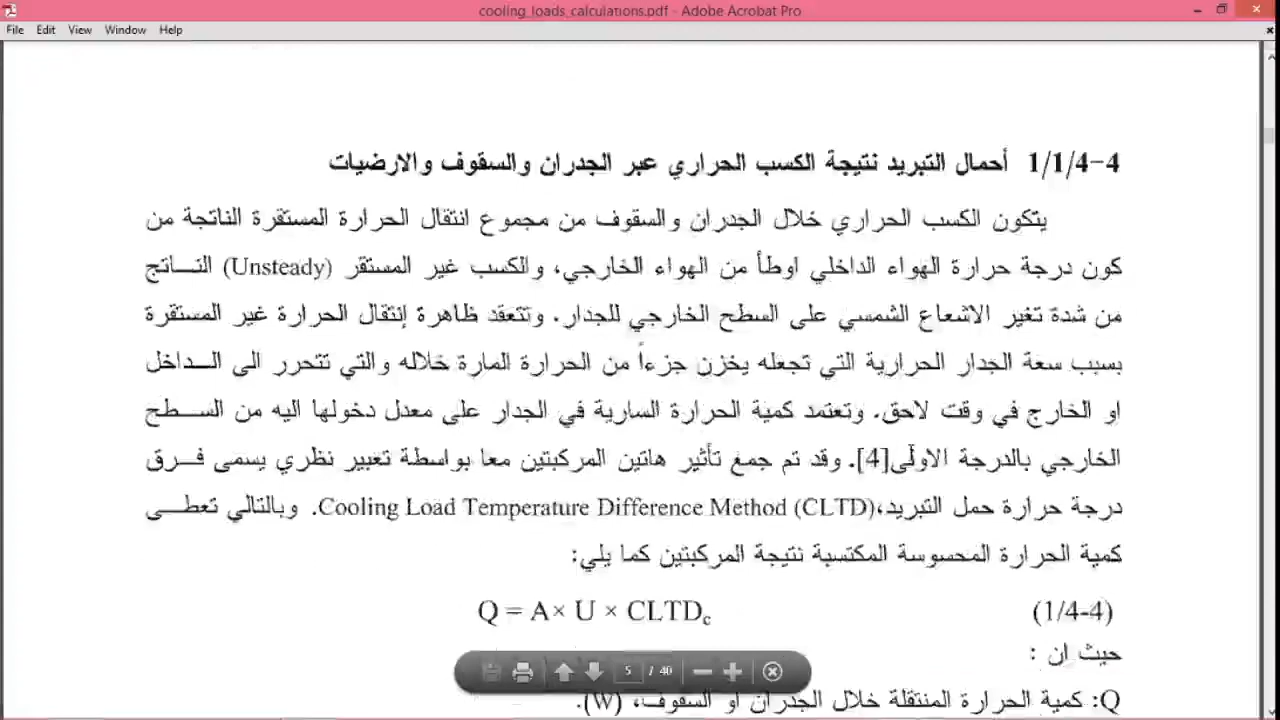 cooling_loads_calculations.pdf - Adobe Acrobat Pro
File Edit View Window Help
1/1/4-4 أحمال التبريد نتيجة الكسب الحراري عبر الجدران والسقوف والارضيات
يتكون الكسب الحراري خلال الجدران والسقوف من مجموع انتقال الحرارة المستقرة الناتجة من
كون درجة حرارة الهواء الداخلي اوطأ من الهواء الخارجي، والكسب غير المستقر (Unsteady) النـــاتج
من شدة تغير الاشعاع الشمسي على السطح الخارجي للجدار. وتتعقد ظاهرة إنتقال الحرارة غير المستقرة
بسبب سعة الجدار الحرارية التي تجعله يخزن جزءاً من الحرارة المارة خلاله والتي تتحرر الى الـــداخل
او الخارج في وقت لاحق. وتعتمد كمية الحرارة السارية في الجدار على معدل دخولها اليه من الـــسطح
الخارجي بالدرجة الاولى[4]. وقد تم جمع تأثير هاتين المركبتين معا بواسطة تعبير نظري يسمى فـــرق
درجة حرارة حمل التبريد،Cooling Load Temperature Difference Method (CLTD). وبالتالي تعطـــى
كمية الحرارة المحسوسة المكتسبة نتيجة المركبتين كما يلي:
Q = A× U × CLTDc (1/4-4)
حيث ان :
5 / 40
Q: كمية الحرارة المنتقلة خلال الجدران او السقوف، (W).